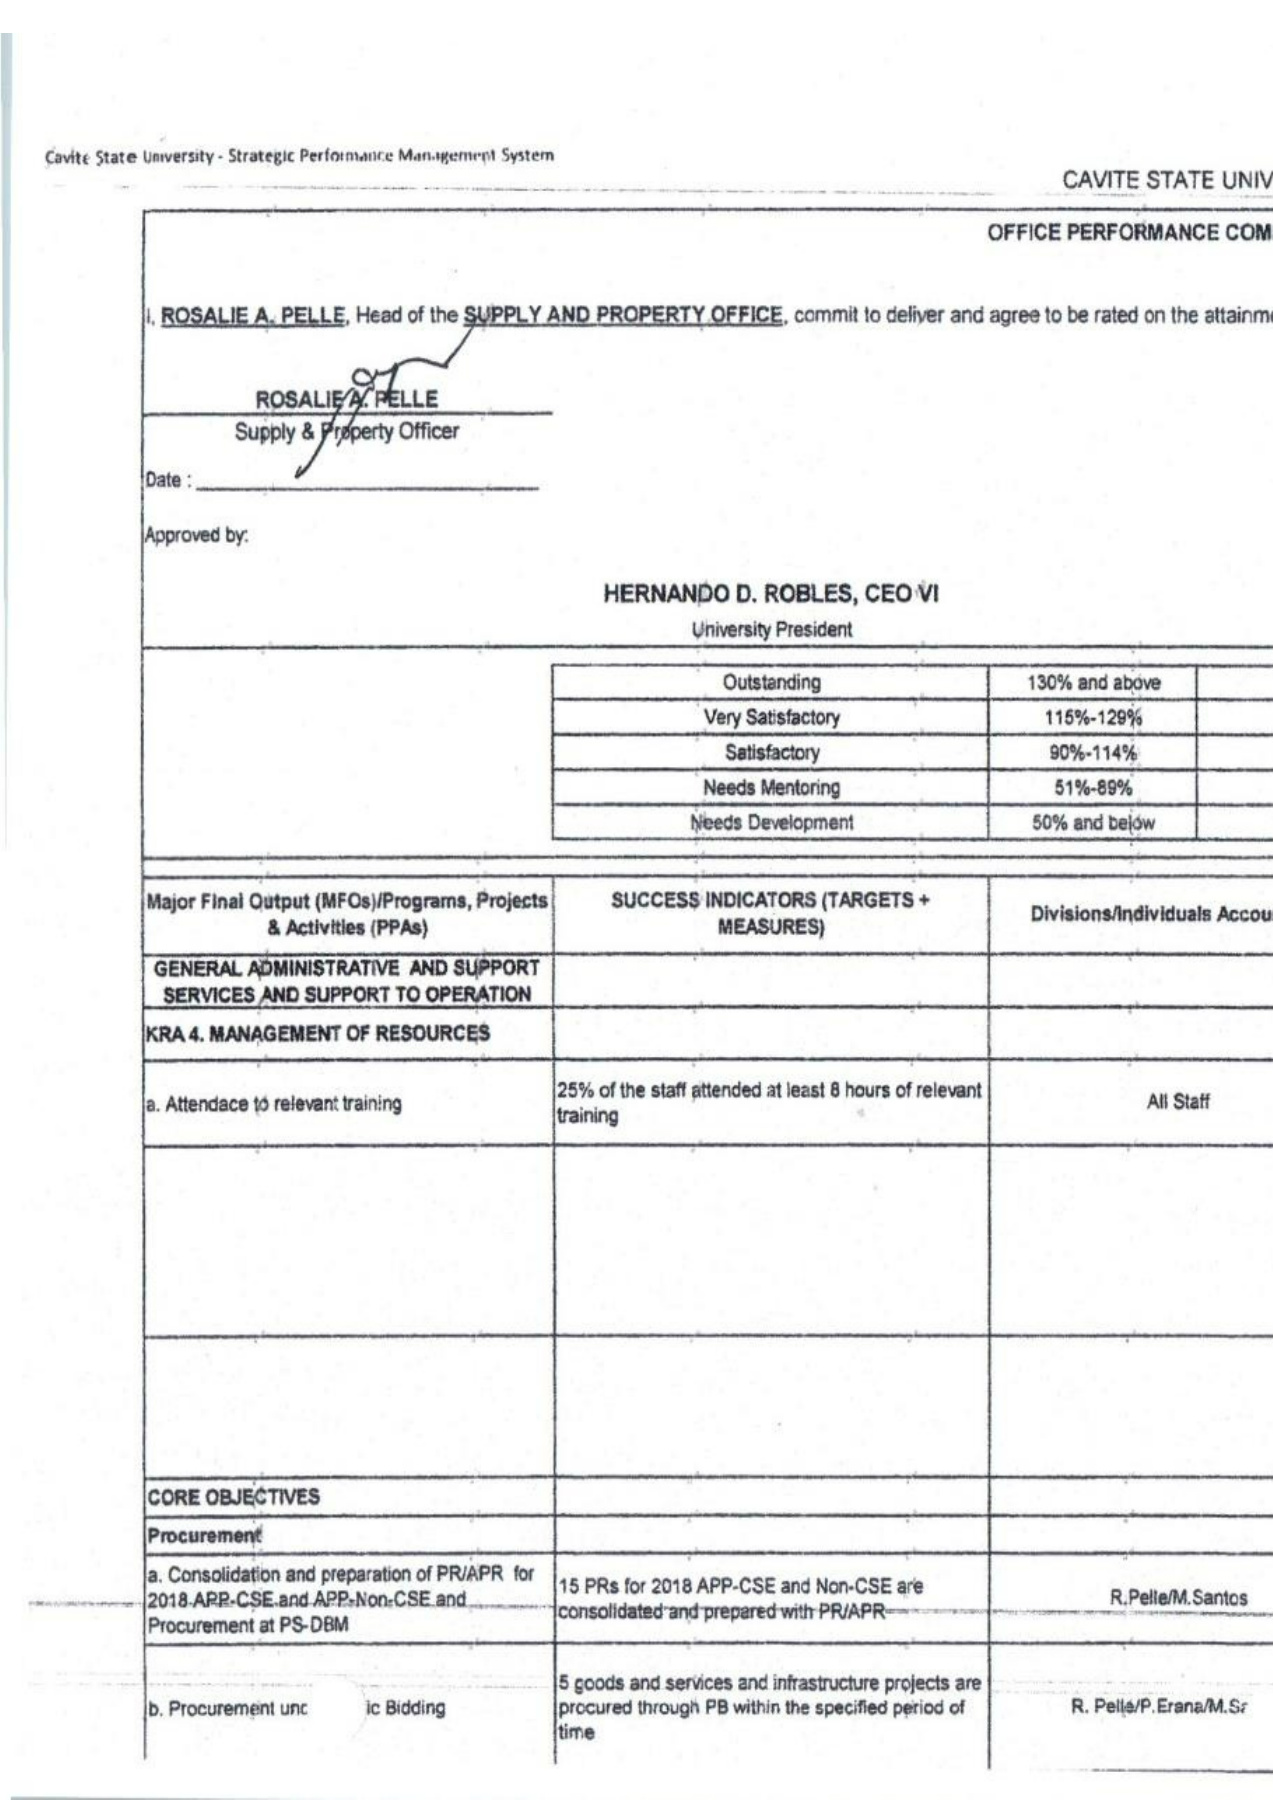 Cavite State University - Strategic Performance Management System
CAVITE STATE UNIV
OFFICE PERFORMANCE COM
I, ROSALIE A. PELLE, Head of the SUPPLY AND PROPERTY OFFICE, commit to deliver and agree to be rated on the attainme
ROSALIE A. PELLE
Supply & Property Officer
Date :
Approved by:
HERNANDO D. ROBLES, CEO VI
University President
Outstanding 130% and above
Very Satisfactory 115%-129%
Satisfactory 90%-114%
Needs Mentoring 51%-89%
Needs Development 50% and below
Major Final Output (MFOs)/Programs, Projects
& Activities (PPAs)
SUCCESS INDICATORS (TARGETS +
MEASURES)
Divisions/Individuals Accou
GENERAL ADMINISTRATIVE AND SUPPORT
SERVICES AND SUPPORT TO OPERATION
KRA 4. MANAGEMENT OF RESOURCES
a. Attendace to relevant training
25% of the staff attended at least 8 hours of relevant
training
All Staff
CORE OBJECTIVES
Procurement
a. Consolidation and preparation of PR/APR for
2018 APP-CSE and APP-Non-CSE and
Procurement at PS-DBM
15 PRs for 2018 APP-CSE and Non-CSE are
consolidated and prepared with PR/APR
R.Pelle/M.Santos
b. Procurement unc ic Bidding
5 goods and services and infrastructure projects are
procured through PB within the specified period of
time
R. Pelle/P.Erana/M.S